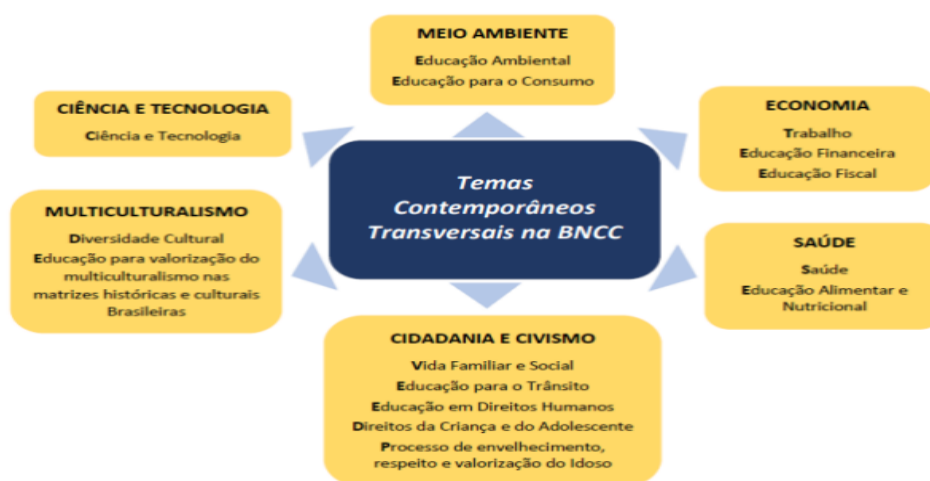 MEIO AMBIENTE
Educação Ambiental
Educação para o Consumo
CIÊNCIA E TECNOLOGIA
Ciência e Tecnologia
ECONOMIA
Trabalho
Educação Financeira
Educação Fiscal
Temas
Contemporâneos
Transversais na BNCC
MULTICULTURALISMO
Diversidade Cultural
Educação para valorização do
multiculturalismo nas
matrizes históricas e culturais
Brasileiras
SAÚDE
Saúde
Educação Alimentar e
Nutricional
CIDADANIA E CIVISMO
Vida Familiar e Social
Educação para o Trânsito
Educação em Direitos Humanos
Direitos da Criança e do Adolescente
Processo de envelhecimento,
respeito e valorização do Idoso